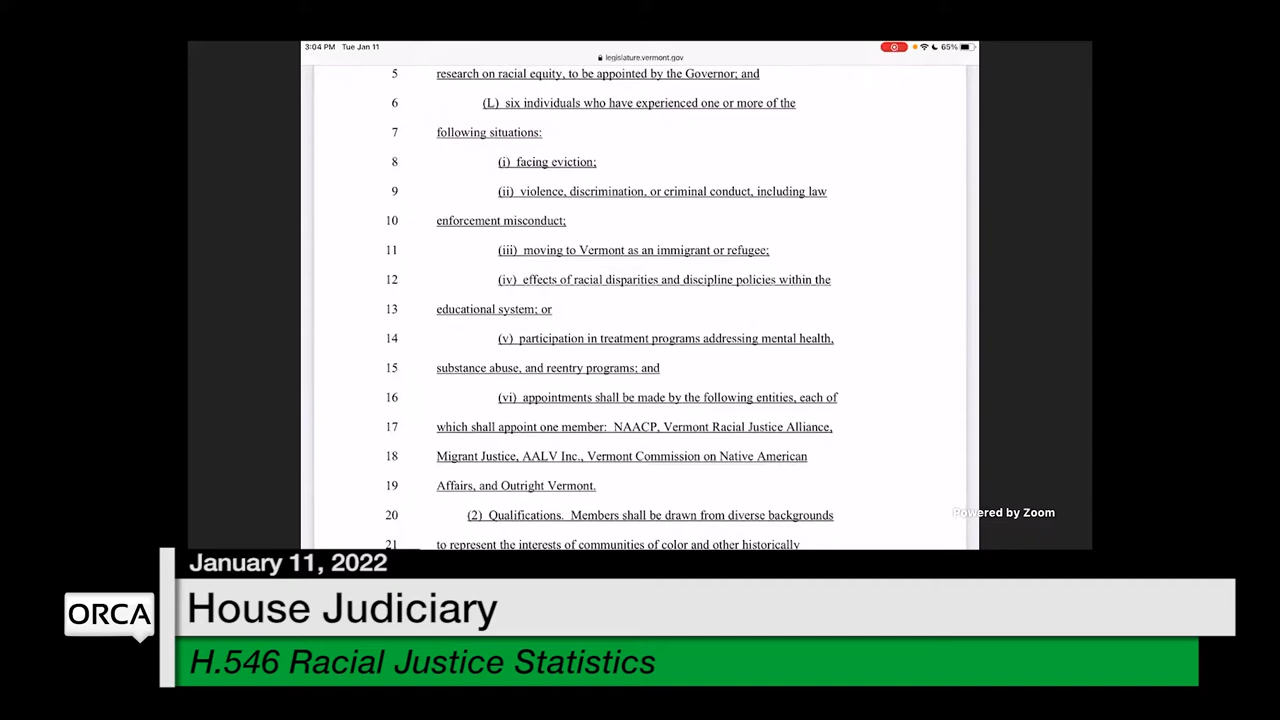 3:04 PM Tue Jan 11
65%
legislature.vermont.gov
5 research on racial equity, to be appointed by the Governor; and
6 (L) six individuals who have experienced one or more of the
7 following situations:
8 (i) facing eviction;
9 (ii) violence, discrimination, or criminal conduct, including law
10 enforcement misconduct;
11 (iii) moving to Vermont as an immigrant or refugee;
12 (iv) effects of racial disparities and discipline policies within the
13 educational system; or
14 (v) participation in treatment programs addressing mental health,
15 substance abuse, and reentry programs; and
16 (vi) appointments shall be made by the following entities, each of
17 which shall appoint one member: NAACP, Vermont Racial Justice Alliance,
18 Migrant Justice, AALV Inc., Vermont Commission on Native American
19 Affairs, and Outright Vermont.
20 (2) Qualifications. Members shall be drawn from diverse backgrounds
21 to represent the interests of communities of color and other historically
Powered by Zoom
January 11, 2022
ORCA
House Judiciary
H.546 Racial Justice Statistics